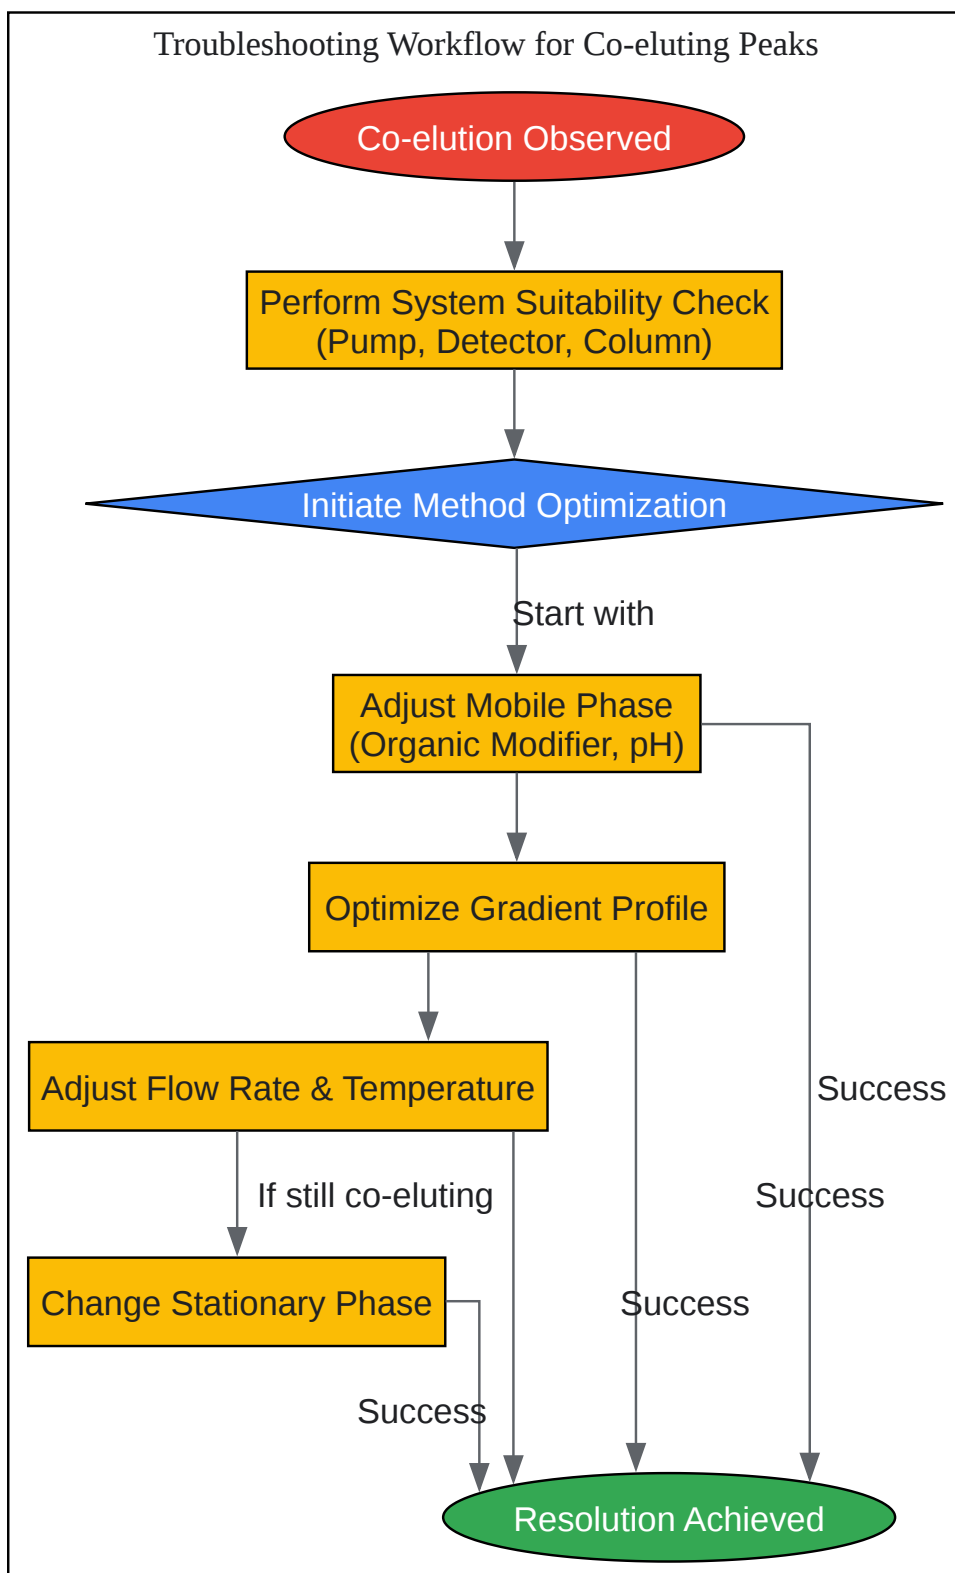 Troubleshooting Workflow for Co-eluting Peaks
Co-elution Observed
Perform System Suitability Check
(Pump, Detector, Column)
Initiate Method Optimization
Start with
Adjust Mobile Phase
(Organic Modifier, pH)
Optimize Gradient Profile
Adjust Flow Rate & Temperature
Success
If still co-eluting
Success
Change Stationary Phase
Success
Success
Resolution Achieved